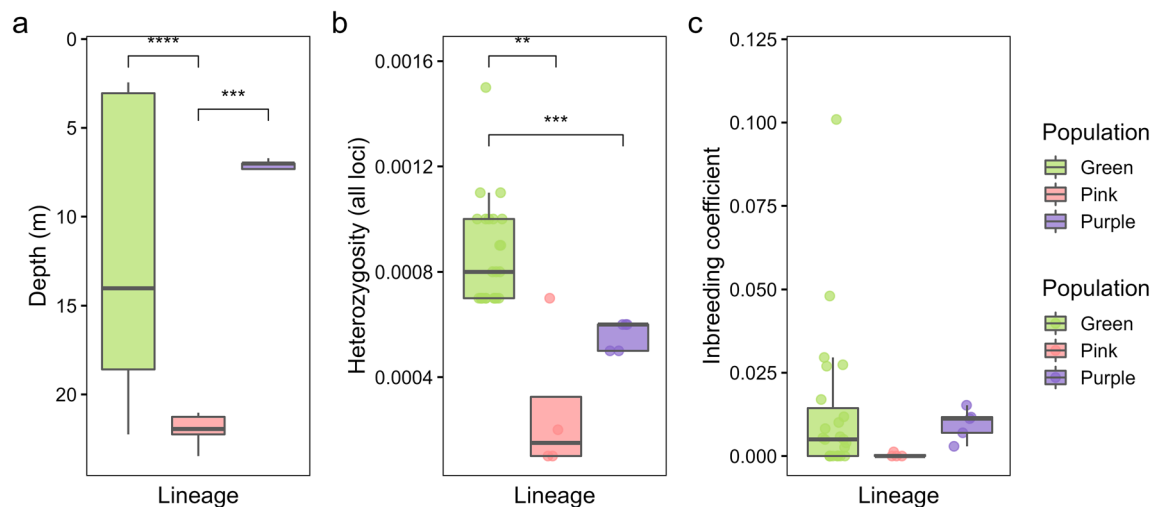 a
Depth (m)
0
5
10
15
20
****
***
Lineage
b
Heterozygosity (all loci)
0.0016
0.0012
0.0008
0.0004
**
***
Lineage
c
Inbreeding coefficient
0.125
0.100
0.075
0.050
0.025
0.000
Lineage
Population
Green
Pink
Purple
Population
Green
Pink
Purple